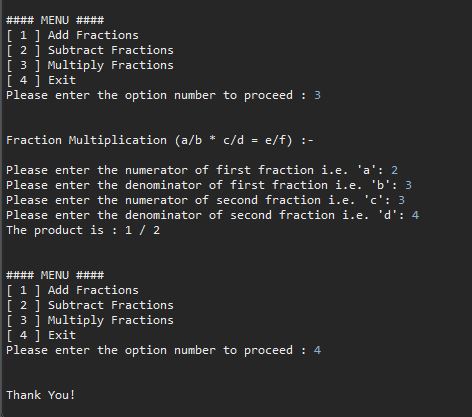 #### MENU ####
[ 1 ] Add Fractions
[ 2 ] Subtract Fractions
[ 3 ] Multiply Fractions
[ 4 ] Exit
Please enter the option number to proceed : 3
Fraction Multiplication (a/b * c/d = e/f) :-
Please enter the numerator of first fraction i.e. 'a': 2
Please enter the denominator of first fraction i.e. 'b': 3
Please enter the numerator of second fraction i.e. 'c': 3
Please enter the denominator of second fraction i.e. 'd': 4
The product is : 1 / 2
#### MENU ####
[ 1 ] Add Fractions
[ 2 ] Subtract Fractions
[ 3 ] Multiply Fractions
[ 4 ] Exit
Please enter the option number to proceed : 4
Thank You!